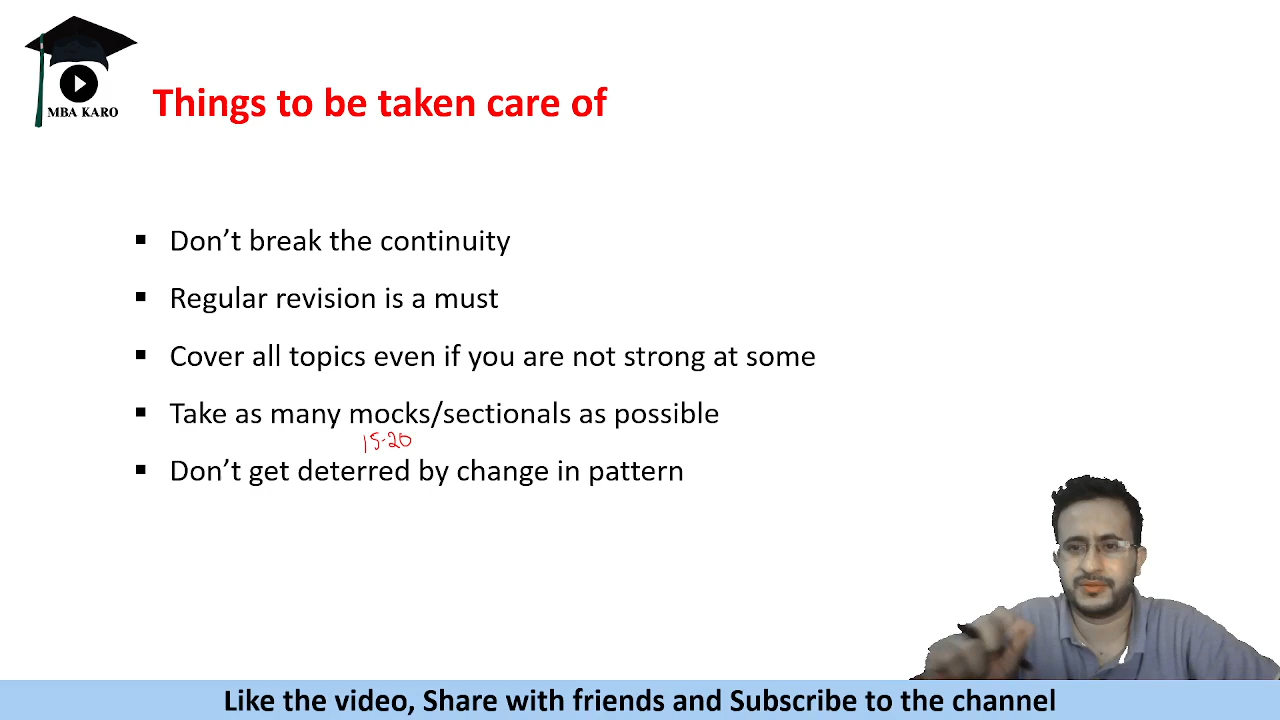 MBA KARO
Things to be taken care of
Don’t break the continuity
Regular revision is a must
Cover all topics even if you are not strong at some
Take as many mocks/sectionals as possible
15-20
Don’t get deterred by change in pattern
Like the video, Share with friends and Subscribe to the channel